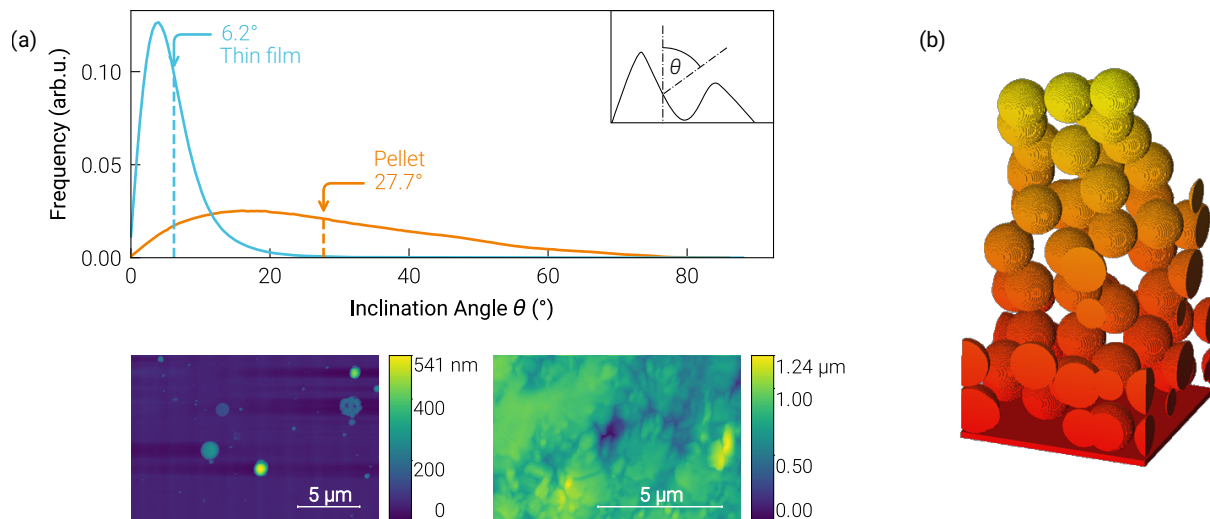 (a)
(b)
6.2°
Thin film
Pellet
27.7°
θ
Frequency (arb.u.)
0.10
0.05
0.00
0
20
40
60
80
Inclination Angle θ (°)
541 nm
400
200
0
5 µm
1.24 µm
1.00
0.50
0.00
5 µm